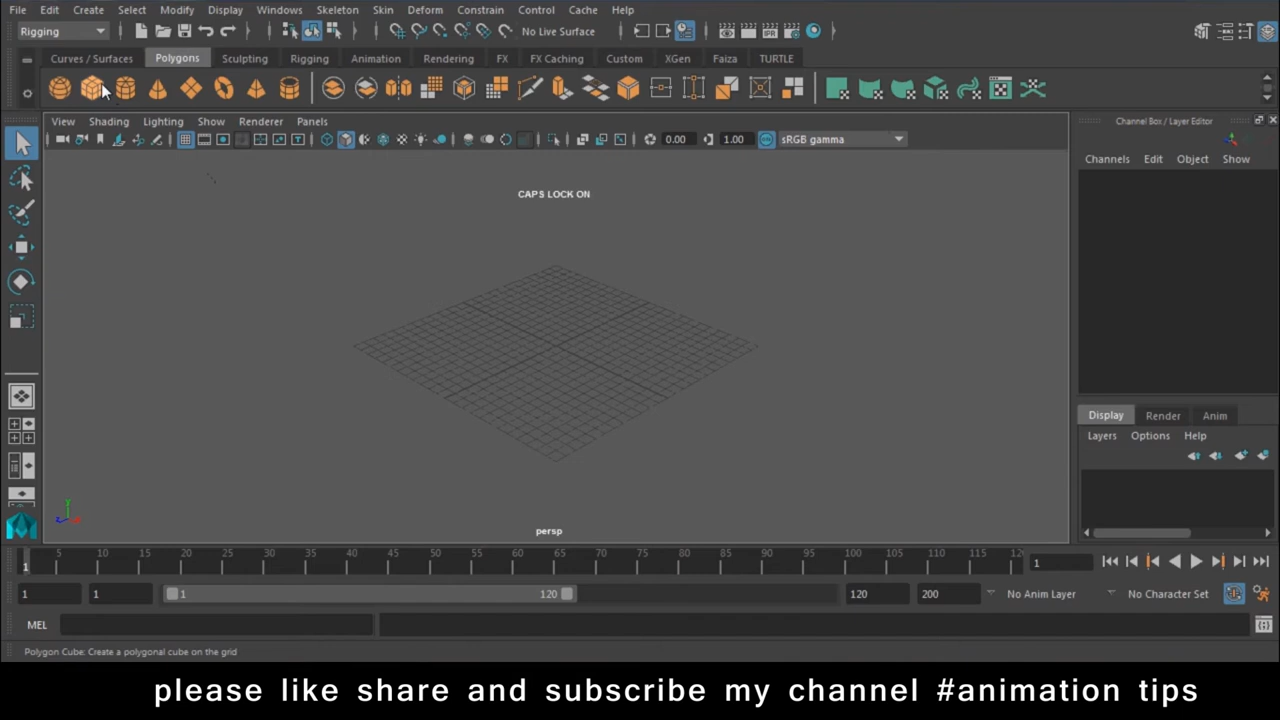 File Edit Create Select Modify Display Windows Skeleton Skin Deform Constrain Control Cache Help
Rigging No Live Surface
Curves / Surfaces Polygons Sculpting Rigging Animation Rendering FX FX Caching Custom XGen Faiza TURTLE
View Shading Lighting Show Renderer Panels
Channel Box / Layer Editor
0.00 1.00 sRGB gamma
Channels Edit Object Show
CAPS LOCK ON
Display Render Anim
Layers Options Help
persp
5 10 15 20 25 30 35 40 45 50 55 60 65 70 75 80 85 90 95 100 105 110 115 12
1 1
1 1 1 120 120 200 No Anim Layer No Character Set
MEL
Polygon Cube: Create a polygonal cube on the grid
please like share and subscribe my channel #animation tips